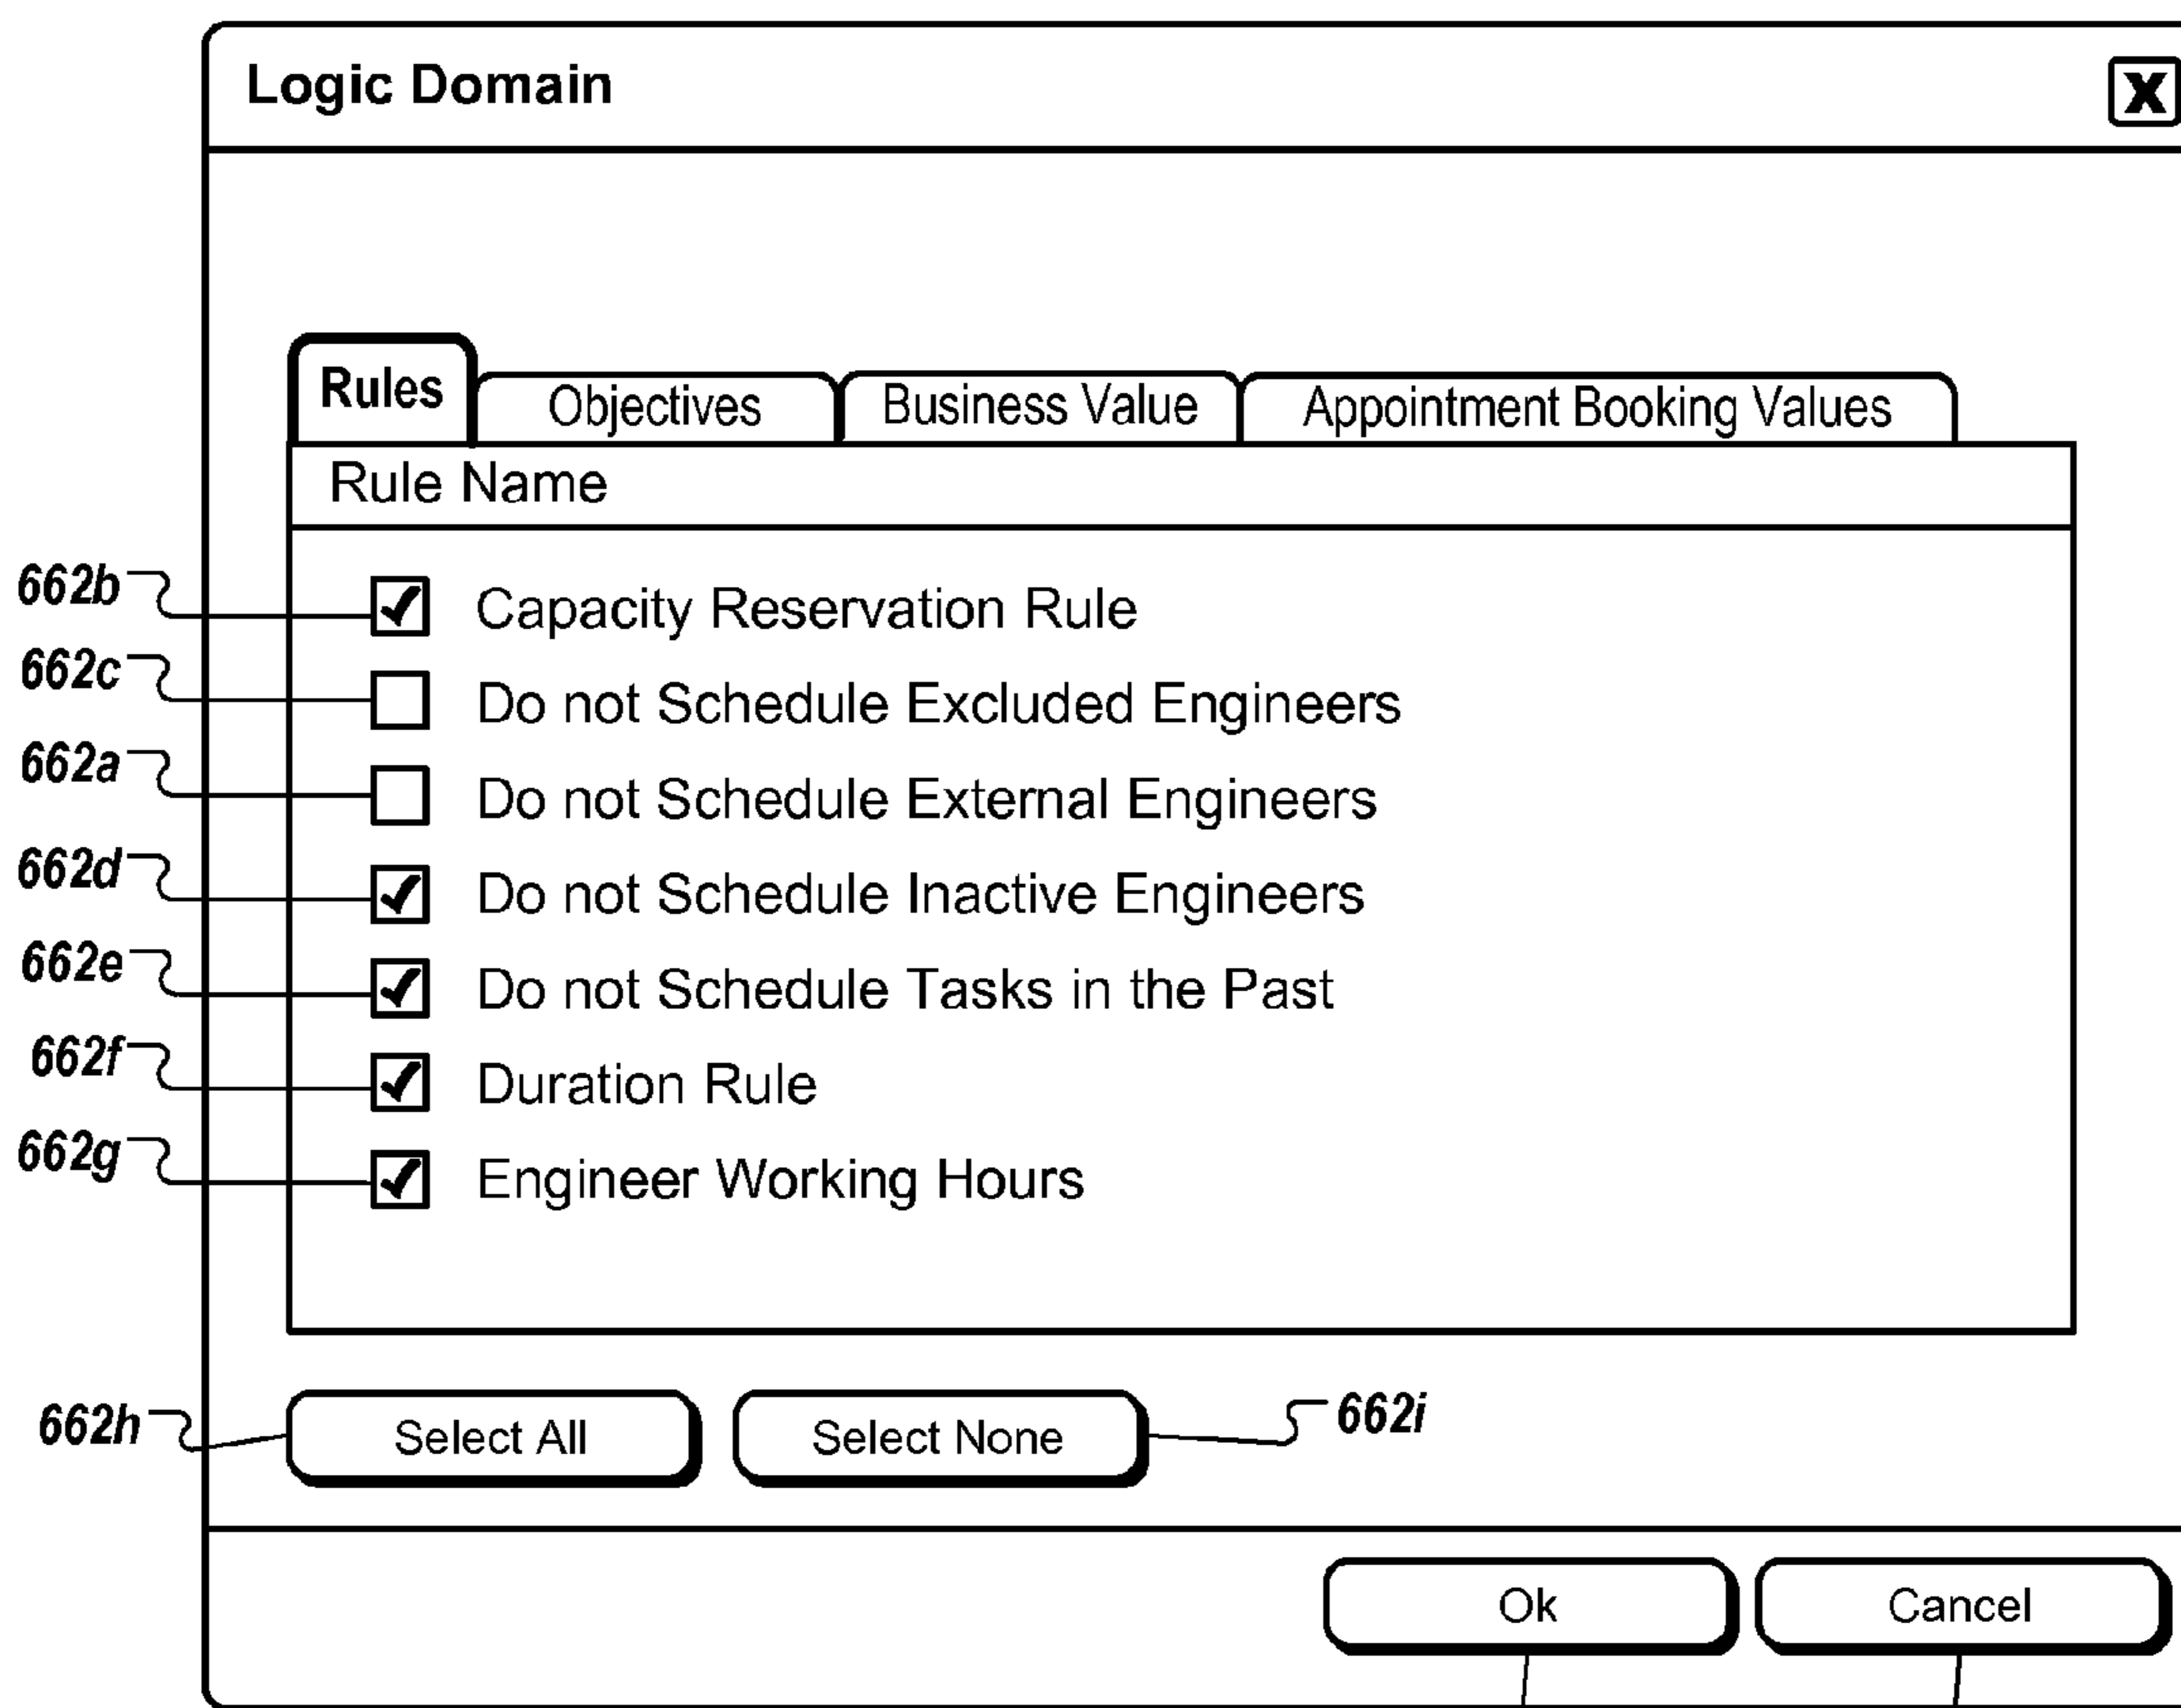 Logic Domain X
Rules Objectives Business Value Appointment Booking Values
Rule Name
662b Capacity Reservation Rule
662c Do not Schedule Excluded Engineers
662a Do not Schedule External Engineers
662d Do not Schedule Inactive Engineers
662e Do not Schedule Tasks in the Past
662f Duration Rule
662g Engineer Working Hours
662h Select All Select None 662i
Ok Cancel